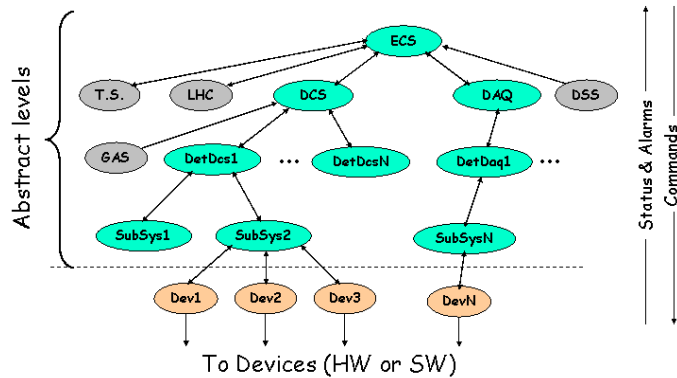 ECS
T.S.
LHC
DCS
DAQ
DSS
GAS
DetDcs1
...
DetDcsN
DetDaq1
...
SubSys1
SubSys2
SubSysN
Dev1
Dev2
Dev3
DevN
To Devices (HW or SW)
Abstract levels
Status & Alarms
Commands